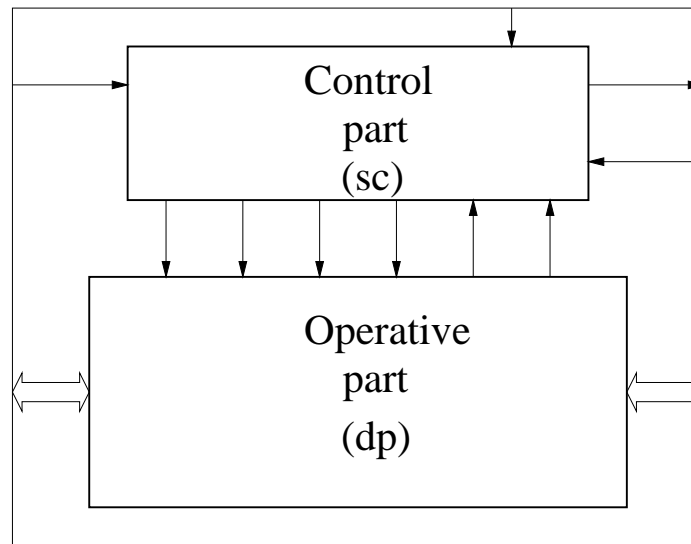 Control
part
(sc)
Operative
part
(dp)